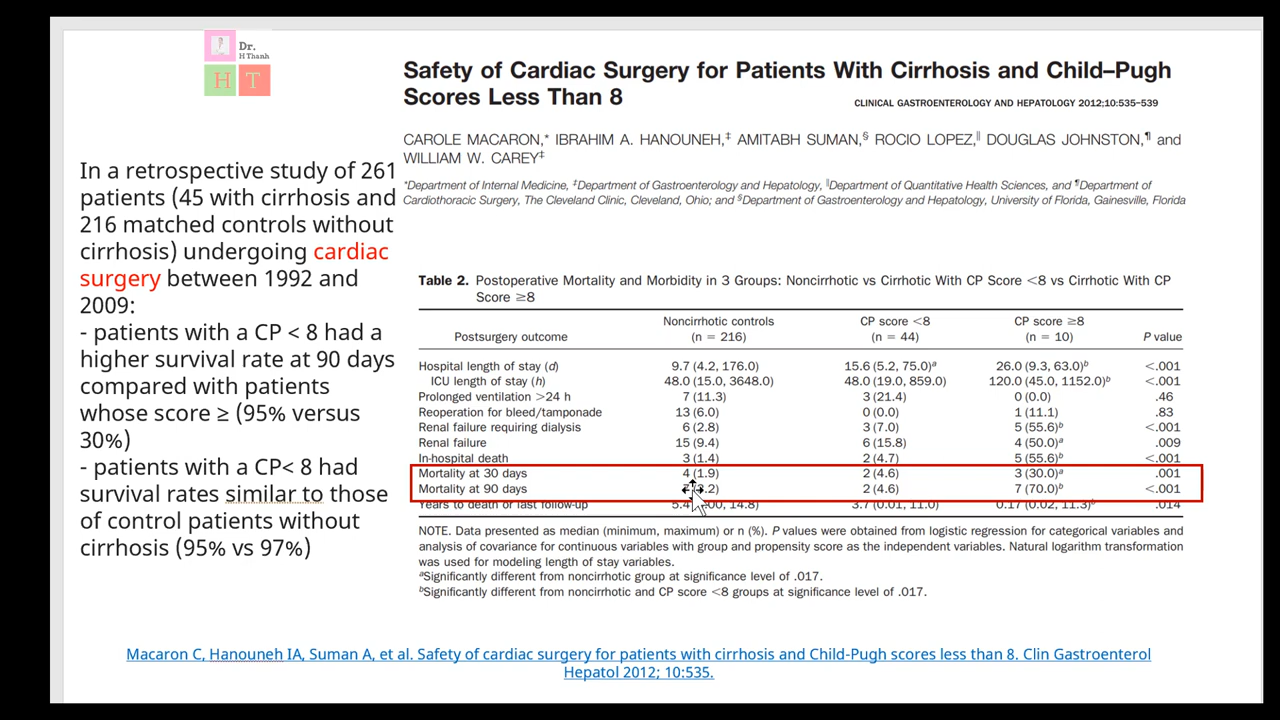 Dr.
H Thanh
H T
Safety of Cardiac Surgery for Patients With Cirrhosis and Child–Pugh
Scores Less Than 8
CLINICAL GASTROENTEROLOGY AND HEPATOLOGY 2012;10:535–539
CAROLE MACARON,* IBRAHIM A. HANOUNEH,‡ AMITABH SUMAN,§ ROCIO LOPEZ,∥ DOUGLAS JOHNSTON,¶ and
WILLIAM W. CAREY‡
*Department of Internal Medicine, ‡Department of Gastroenterology and Hepatology, ∥Department of Quantitative Health Sciences, and ¶Department of
Cardiothoracic Surgery, The Cleveland Clinic, Cleveland, Ohio; and §Department of Gastroenterology and Hepatology, University of Florida, Gainesville, Florida
In a retrospective study of 261
patients (45 with cirrhosis and
216 matched controls without
cirrhosis) undergoing cardiac
surgery between 1992 and
2009:
- patients with a CP < 8 had a
higher survival rate at 90 days
compared with patients
whose score ≥ (95% versus
30%)
- patients with a CP< 8 had
survival rates similar to those
of control patients without
cirrhosis (95% vs 97%)
Table 2. Postoperative Mortality and Morbidity in 3 Groups: Noncirrhotic vs Cirrhotic With CP Score <8 vs Cirrhotic With CP
Score ≥8
Noncirrhotic controls CP score <8 CP score ≥8
Postsurgery outcome (n = 216) (n = 44) (n = 10) P value
Hospital length of stay (d) 9.7 (4.2, 176.0) 15.6 (5.2, 75.0)a 26.0 (9.3, 63.0)b <.001
ICU length of stay (h) 48.0 (15.0, 3648.0) 48.0 (19.0, 859.0) 120.0 (45.0, 1152.0)b <.001
Prolonged ventilation >24 h 7 (11.3) 3 (21.4) 0 (0.0) .46
Reoperation for bleed/tamponade 13 (6.0) 0 (0.0) 1 (11.1) .83
Renal failure requiring dialysis 6 (2.8) 3 (7.0) 5 (55.6)b <.001
Renal failure 15 (9.4) 6 (15.8) 4 (50.0)a .009
In-hospital death 3 (1.4) 2 (4.7) 5 (55.6)b <.001
Mortality at 30 days 4 (1.9) 2 (4.6) 3 (30.0)a .001
Mortality at 90 days 2 (4.6) 7 (70.0)b <.001
Years to death or last follow-up 14.8) 3.7 (0.01, 11.0) 0.17 (0.02, 11.3)b .014
NOTE. Data presented as median (minimum, maximum) or n (%). P values were obtained from logistic regression for categorical variables and
analysis of covariance for continuous variables with group and propensity score as the independent variables. Natural logarithm transformation
was used for modeling length of stay variables.
aSignificantly different from noncirrhotic group at significance level of .017.
bSignificantly different from noncirrhotic and CP score <8 groups at significance level of .017.
Macaron C, Hanouneh IA, Suman A, et al. Safety of cardiac surgery for patients with cirrhosis and Child-Pugh scores less than 8. Clin Gastroenterol
Hepatol 2012; 10:535.